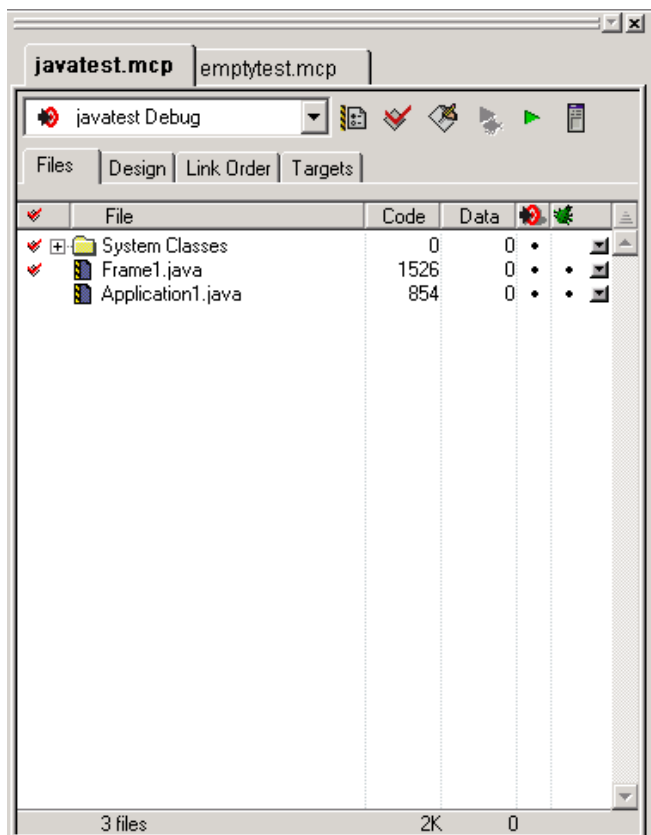 javatest.mcp emptytest.mcp
javatest Debug
Files Design Link Order Targets
File Code Data
System Classes 0 0
Frame1.java 1526 0
Application1.java 854 0
3 files 2K 0